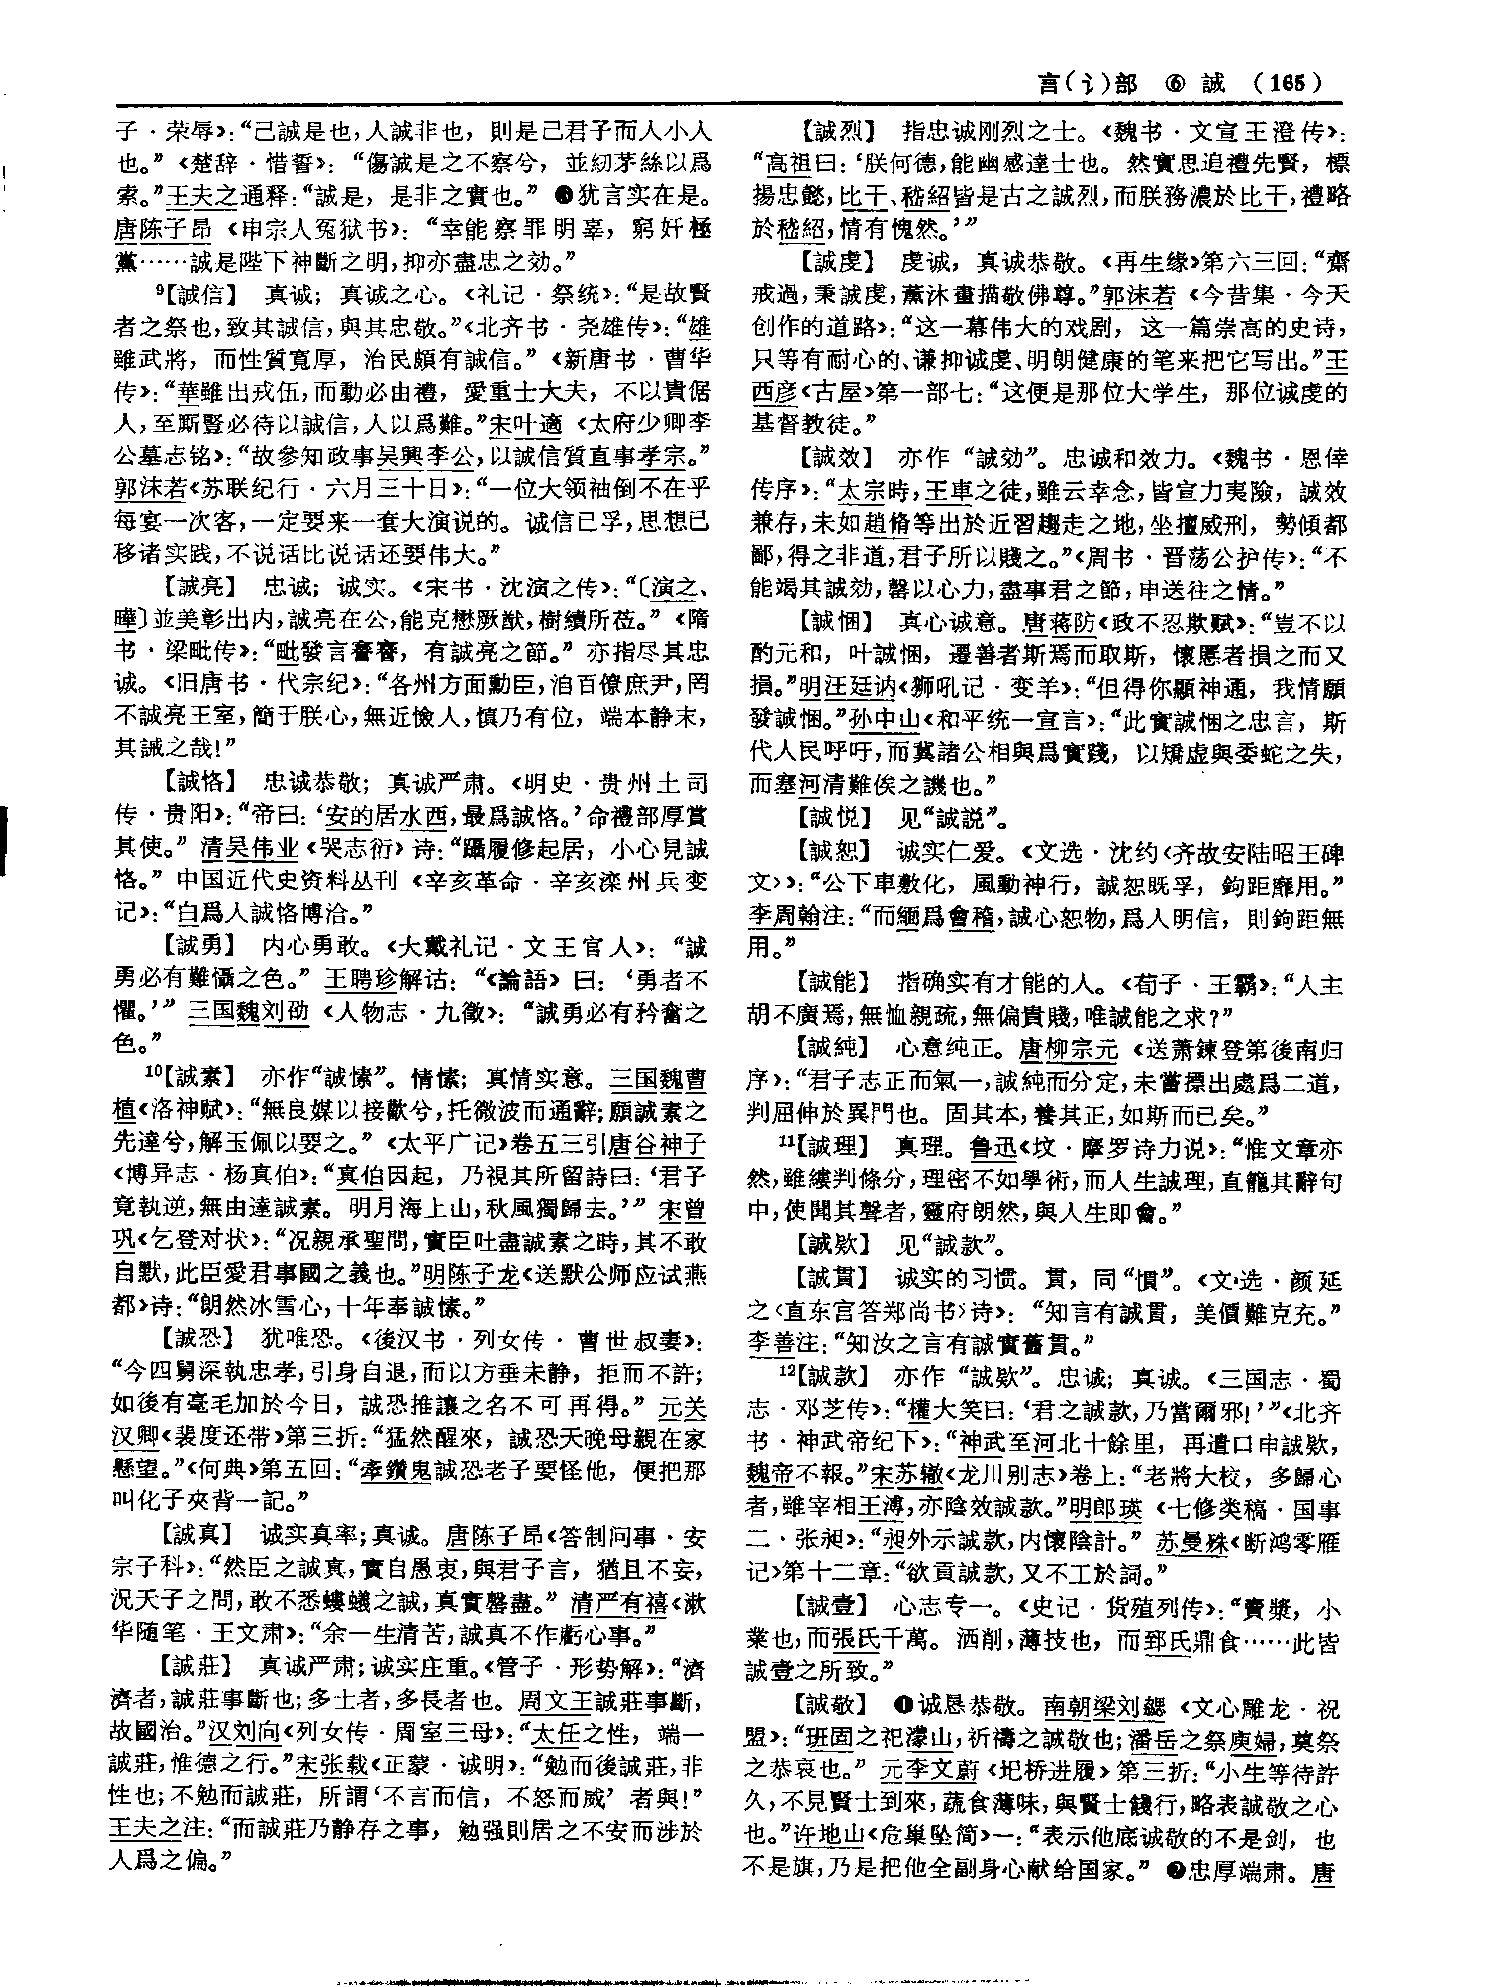 言(讠)部 ⑥ 誠 (165)
子·荣辱》:“己誠是也,人誠非也,則是己君子而人小人
也。”《楚辞·惜誓》:“傷誠是之不察兮,並紉茅絲以爲
索。”王夫之通释:“誠是,是非之實也。”❸犹言实在是。
唐陈子昂《申宗人冤狱书》:“幸能察罪明辜,窮奸極
黨……誠是陛下神斷之明,抑亦盡忠之効。”
9【誠信】 真诚;真诚之心。《礼记·祭统》:“是故賢
者之祭也,致其誠信,與其忠敬。”《北齐书·尧雄传》:“雄
雖武將,而性質寬厚,治民頗有誠信。”《新唐书·曹华
传》:“華雖出戎伍,而動必由禮,愛重士大夫,不以貴倨
人,至厮豎必待以誠信,人以爲難。”宋叶適《太府少卿李
公墓志铭》:“故參知政事吴興李公,以誠信質直事孝宗。”
郭沫若《苏联纪行·六月三十日》:“一位大领袖倒不在乎
每宴一次客,一定要来一套大演说的。诚信已孚,思想已
移诸实践,不说话比说话还要伟大。”
【誠亮】 忠诚;诚实。《宋书·沈演之传》:“〔演之、
曄〕並美彰出内,誠亮在公,能克懋厥猷,樹績所莅。”《隋
书·梁毗传》:“毗發言謇謇,有誠亮之節。”亦指尽其忠
诚。《旧唐书·代宗纪》:“各州方面勳臣,洎百僚庶尹,罔
不誠亮王室,簡于朕心,無近憸人,慎乃有位,端本静末,
其誡之哉!”
【誠恪】 忠诚恭敬;真诚严肃。《明史·贵州土司
传·贵阳》:“帝曰:‘安的居水西,最爲誠恪。’命禮部厚賞
其使。”清吴伟业《哭志衍》诗:“躡履修起居,小心見誠
恪。”中国近代史资料丛刊《辛亥革命·辛亥滦州兵变
记》:“白爲人誠恪博洽。”
【誠勇】 内心勇敢。《大戴礼记·文王官人》:“誠
勇必有難懾之色。”王聘珍解诂:“《論語》曰:‘勇者不
懼。’”三国魏刘劭《人物志·九徵》:“誠勇必有矜奮之
色。”
10【誠素】 亦作“誠愫”。情愫;真情实意。三国魏曹
植《洛神赋》:“無良媒以接歡兮,托微波而通辭;願誠素之
先達兮,解玉佩以要之。”《太平广记》卷五三引唐谷神子
《博异志·杨真伯》:“真伯因起,乃視其所留詩曰:‘君子
竟執逆,無由達誠素。明月海上山,秋風獨歸去。’”宋曾
巩《乞登对状》:“况親承聖問,實臣吐盡誠素之時,其不敢
自默,此臣愛君事國之義也。”明陈子龙《送默公师应试燕
都》诗:“朗然冰雪心,十年奉誠愫。”
【誠恐】 犹唯恐。《後汉书·列女传·曹世叔妻》:
“今四舅深執忠孝,引身自退,而以方垂未静,拒而不許;
如後有毫毛加於今日,誠恐推讓之名不可再得。”元关
汉卿《裴度还带》第三折:“猛然醒來,誠恐天晚母親在家
懸望。”《何典》第五回:“牽鑽鬼誠恐老子要怪他,便把那
叫化子夾背一記。”
【誠真】 诚实真率;真诚。唐陈子昂《答制问事·安
宗子科》:“然臣之誠真,實自愚衷,與君子言,猶且不妄,
況天子之問,敢不悉螻蟻之誠,真實罄盡。”清严有禧《漱
华随笔·王文肃》:“余一生清苦,誠真不作虧心事。”
【誠莊】 真诚严肃;诚实庄重。《管子·形势解》:“濟
濟者,誠莊事斷也;多士者,多長者也。周文王誠莊事斷,
故國治。”汉刘向《列女传·周室三母》:“太任之性,端一
誠莊,惟德之行。”宋张载《正蒙·诚明》:“勉而後誠莊,非
性也;不勉而誠莊,所謂‘不言而信,不怒而威’者與!”
王夫之注:“而誠莊乃静存之事,勉强則居之不安而涉於
人爲之偏。”
【誠烈】 指忠诚刚烈之士。《魏书·文宣王澄传》:
“高祖曰:‘朕何德,能幽感達士也。然實思追禮先賢,標
揚忠懿,比干、嵇紹皆是古之誠烈,而朕務濃於比干,禮略
於嵇紹,情有愧然。’”
【誠虔】 虔诚,真诚恭敬。《再生缘》第六三回:“齋
戒過,秉誠虔,薰沐畫描敬佛尊。”郭沫若《今昔集·今天
创作的道路》:“这一幕伟大的戏剧,这一篇崇高的史诗,
只等有耐心的、谦抑诚虔、明朗健康的笔来把它写出。”王
西彦《古屋》第一部七:“这便是那位大学生,那位诚虔的
基督教徒。”
【誠效】 亦作“誠効”。忠诚和效力。《魏书·恩倖
传序》:“太宗時,王車之徒,雖云幸念,皆宣力夷險,誠效
兼存,未如趙脩等出於近習趨走之地,坐擅威刑,勢傾都
鄙,得之非道,君子所以賤之。”《周书·晋荡公护传》:“不
能竭其誠効,罄以心力,盡事君之節,申送往之情。”
【誠悃】 真心诚意。唐蒋防《政不忍欺赋》:“豈不以
酌元和,叶誠悃,遷善者斯焉而取斯,懷慝者損之而又
損。”明汪廷讷《狮吼记·变羊》:“但得你顯神通,我情願
發誠悃。”孙中山《和平统一宣言》:“此實誠悃之忠言,斯
代人民呼吁,而冀諸公相與爲實踐,以矯虚與委蛇之失,
而塞河清難俟之譏也。”
【誠悦】 见“誠説”。
【誠恕】 诚实仁爱。《文选·沈约〈齐故安陆昭王碑
文〉》:“公下車敷化,風動神行,誠恕既孚,鉤距靡用。”
李周翰注:“而緬爲會稽,誠心恕物,爲人明信,則鉤距無
用。”
【誠能】 指确实有才能的人。《荀子·王霸》:“人主
胡不廣焉,無恤親疏,無偏貴賤,唯誠能之求?”
【誠純】 心意纯正。唐柳宗元《送萧鍊登第後南归
序》:“君子志正而氣一,誠純而分定,未嘗摽出處爲二道,
判屈伸於異門也。固其本,養其正,如斯而已矣。”
11【誠理】 真理。鲁迅《坟·摩罗诗力说》:“惟文章亦
然,雖縷判條分,理密不如學術,而人生誠理,直籠其辭句
中,使聞其聲者,靈府朗然,與人生即會。”
【誠欵】 见“誠款”。
【誠貫】 诚实的习惯。貫,同“慣”。《文选·颜延
之〈直东宫答郑尚书〉诗》:“知言有誠貫,美價難克充。”
李善注:“知汝之言有誠實舊貫。”
12【誠款】 亦作“誠欵”。忠诚;真诚。《三国志·蜀
志·邓芝传》:“權大笑曰:‘君之誠款,乃當爾邪!’”《北齐
书·神武帝纪下》:“神武至河北十餘里,再遣口申誠欵,
魏帝不報。”宋苏辙《龙川别志》卷上:“老將大校,多歸心
者,雖宰相王溥,亦陰效誠款。”明郎瑛《七修类稿·国事
二·张昶》:“昶外示誠款,内懷陰計。”苏曼殊《断鸿零雁
记》第十二章:“欲貢誠款,又不工於詞。”
【誠壹】 心志专一。《史记·货殖列传》:“賣漿,小
業也,而張氏千萬。洒削,薄技也,而郅氏鼎食……此皆
誠壹之所致。”
【誠敬】 ❶诚恳恭敬。南朝梁刘勰《文心雕龙·祝
盟》:“班固之祀濛山,祈禱之誠敬也;潘岳之祭庾婦,奠祭
之恭哀也。”元李文蔚《圯桥进履》第三折:“小生等待許
久,不見賢士到來,蔬食薄味,與賢士餞行,略表誠敬之心
也。”许地山《危巢坠简》一:“表示他底诚敬的不是剑,也
不是旗,乃是把他全副身心献给国家。”❷忠厚端肃。唐